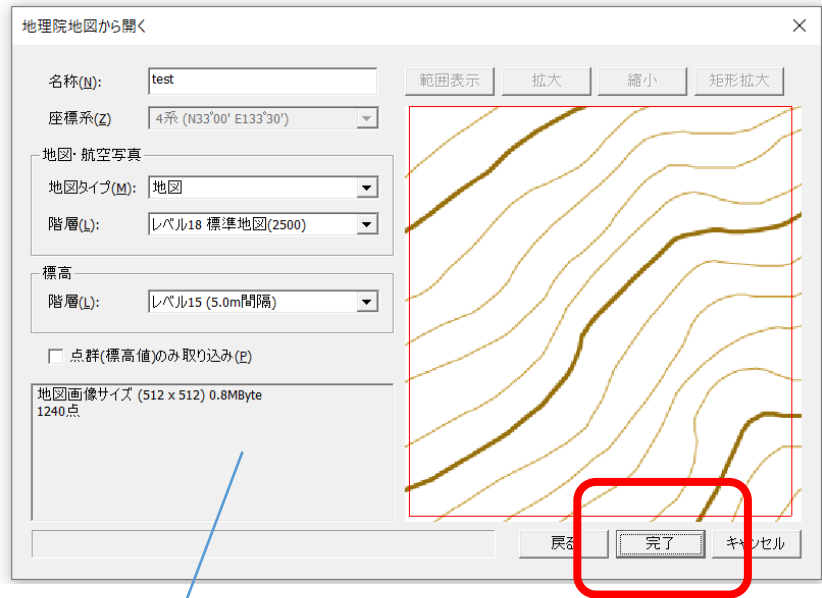 地理院地図から開く
名称(N): test
座標系(Z) 4系 (N33°00' E133°30')
地図・航空写真
地図タイプ(M): 地図
階層(L): レベル18 標準地図(2500)
標高
階層(L): レベル15 (5.0m間隔)
点群(標高値)のみ取り込み(P)
地図画像サイズ (512 x 512) 0.8MByte
1240点
範囲表示 拡大 縮小 矩形拡大
戻る 完了 キャンセル